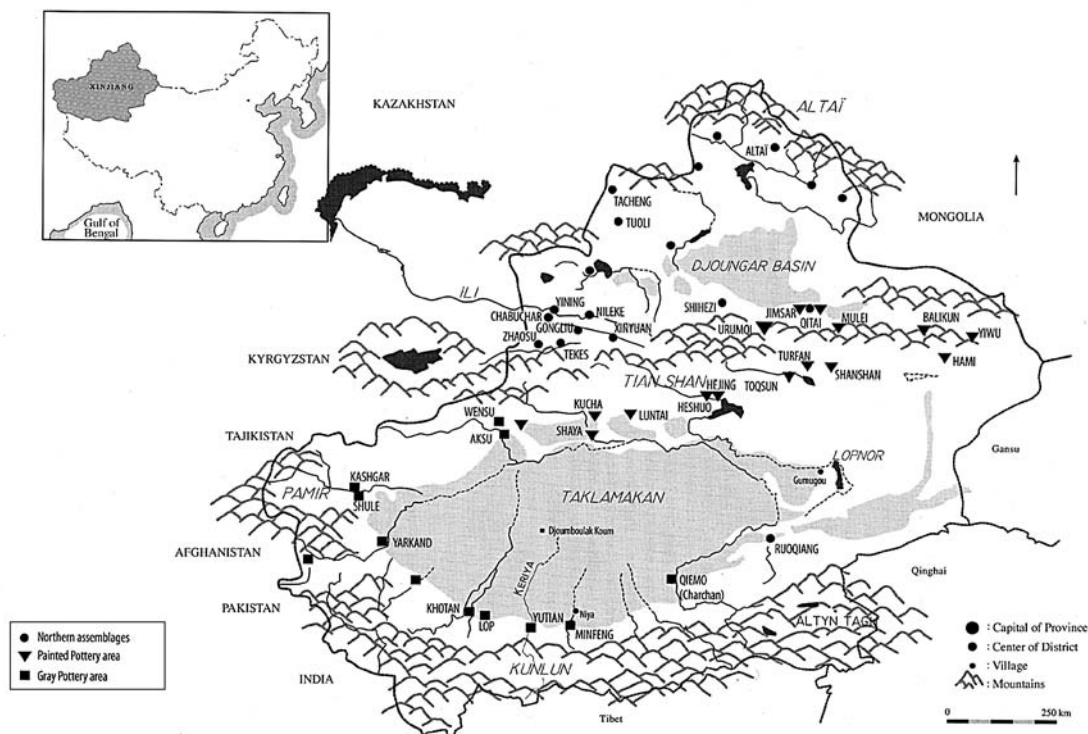 XINJIANG
Gulf of
Bengal
KAZAKHSTAN
ALTAÏ
ALTAÏ
MONGOLIA
TACHENG
TUOLI
DJOUNGAR BASIN
ILI
YINING
CHABUCHAR
NILEKE
GONGLIU
ZHAOSU
XINYUAN
TEKES
SHIHEZI
JIMSAR
QITAI
URUMQI
MULEI
BALIKUN
YIWU
HAMI
KYRGYZSTAN
TURFAN
SHANSHAN
TOQSUN
TIAN SHAN
HEJING
HESHUO
KUCHA
LUNTAI
WENSU
SHAYA
AKSU
TAJIKISTAN
LOPNOR
Gansu
Gumugou
KASHGAR
PAMIR
SHULE
TAKLAMAKAN
Djoumboulak Koum
YARKAND
RUOQIANG
AFGHANISTAN
KERIYA
QIEMO
(Charchan)
Qinghai
PAKISTAN
KHOTAN
LOP
YUTIAN
Niya
MINFENG
ALTYN TAGH
KUNLUN
INDIA
Tibet
Northern assemblages
Painted Pottery area
Gray Pottery area
: Capital of Province
: Center of District
: Village
: Mountains
0 250 km